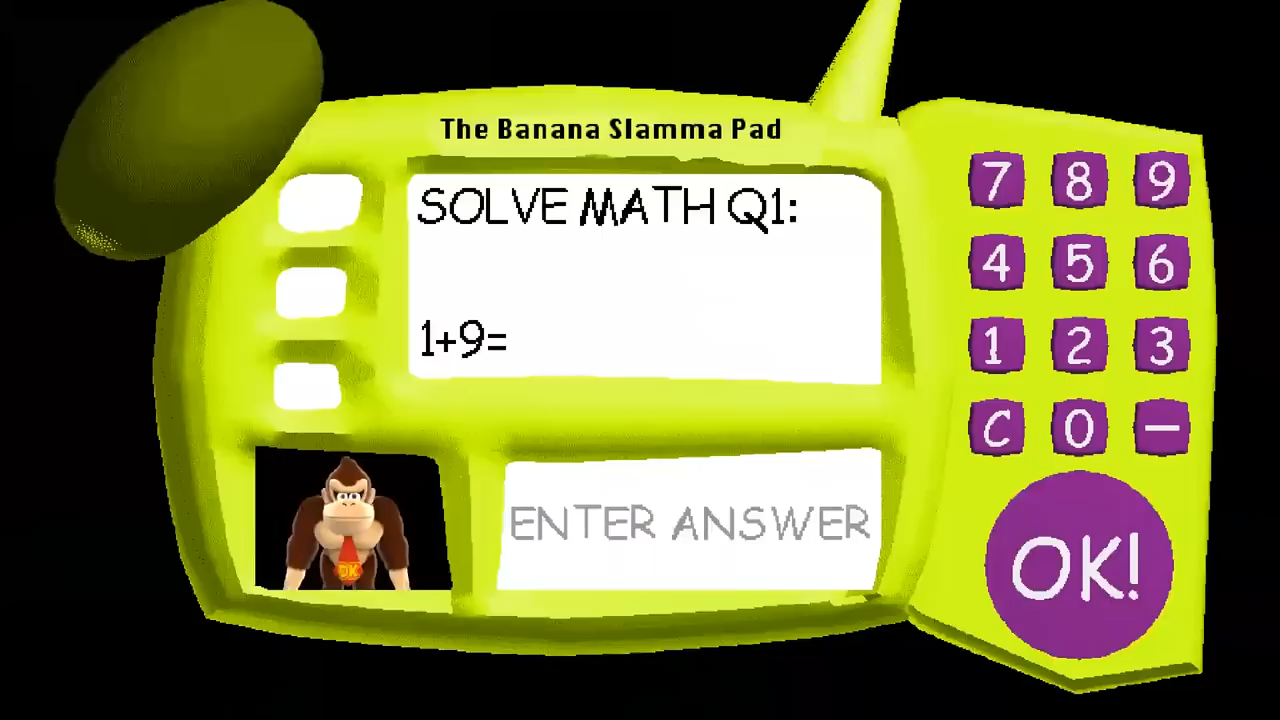 The Banana Slamma Pad
SOLVE MATH Q1:
1+9=
ENTER ANSWER
7 8 9
4 5 6
1 2 3
C 0 –
OK!
DK